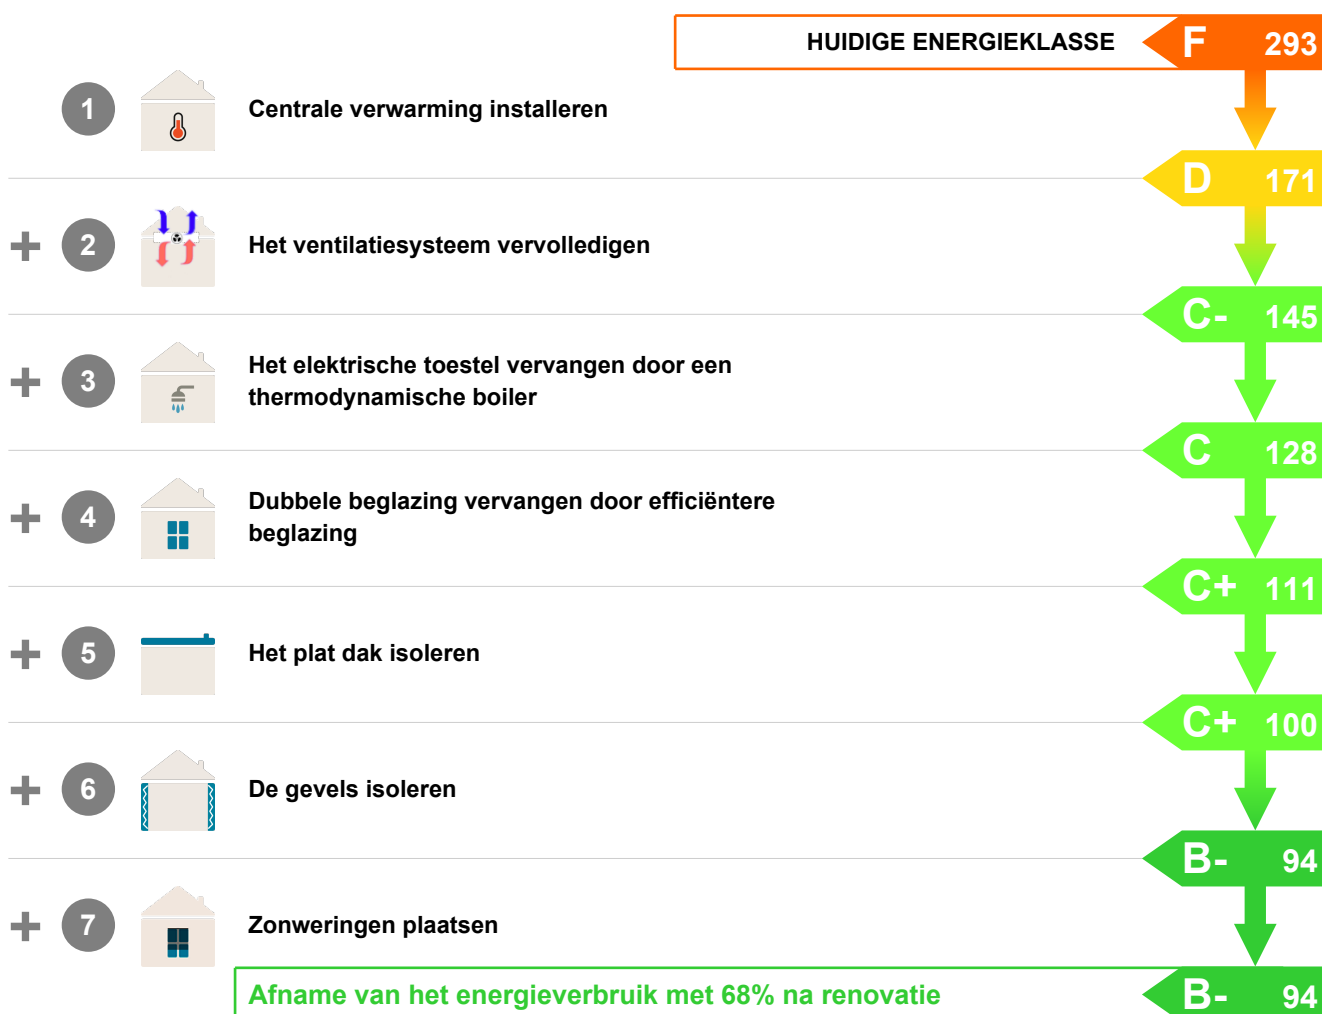 HUIDIGE ENERGIEKLASSE F 293
1 Centrale verwarming installeren
D 171
+ 2 Het ventilatiesysteem vervolledigen
C- 145
+ 3 Het elektrische toestel vervangen door een
thermodynamische boiler
C 128
+ 4 Dubbele beglazing vervangen door efficiëntere
beglazing
C+ 111
+ 5 Het plat dak isoleren
C+ 100
+ 6 De gevels isoleren
B- 94
+ 7 Zonweringen plaatsen
Afname van het energieverbruik met 68% na renovatie B- 94